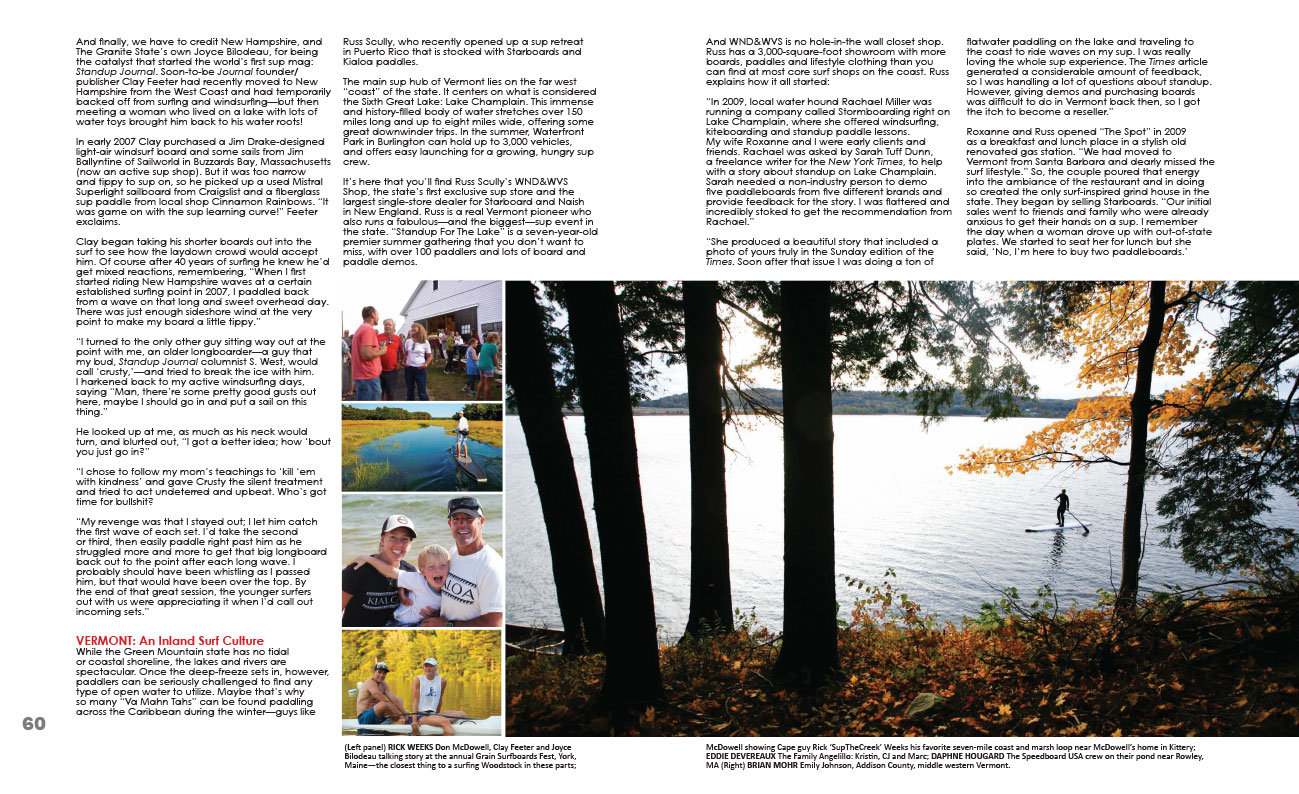 And finally, we have to credit New Hampshire, and
The Granite State's own Joyce Bilodeau, for being
the catalyst that started the world's first sup mag:
Standup Journal. Soon-to-be Journal founder/
publisher Clay Feeter had recently moved to New
Hampshire from the West Coast and had temporarily
backed off from surfing and windsurfing—but then
meeting a woman who lived on a lake with lots of
water toys brought him back to his water roots!
In early 2007 Clay purchased a Jim Drake-designed
light-air windsurf board and some sails from Jim
Ballyntine of Sailworld in Buzzards Bay, Massachusetts
(now an active sup shop). But it was too narrow
and tippy to sup on, so he picked up a used Mistral
Superlight sailboard from Craigslist and a fiberglass
sup paddle from local shop Cinnamon Rainbows. "It
was game on with the sup learning curve!" Feeter
exclaims.
Clay began taking his shorter boards out into the
surf to see how the laydown crowd would accept
him. Of course after 40 years of surfing he knew he'd
get mixed reactions, remembering, "When I first
started riding New Hampshire waves at a certain
established surfing point in 2007, I paddled back
from a wave on that long and sweet overhead day.
There was just enough sideshore wind at the very
point to make my board a little tippy."
"I turned to the only other guy sitting way out at the
point with me, an older longboarder—a guy that
my bud, Standup Journal columnist S. West, would
call 'crusty,'—and tried to break the ice with him.
I harkened back to my active windsurfing days,
saying "Man, there're some pretty good gusts out
here, maybe I should go in and put a sail on this
thing."
He looked up at me, as much as his neck would
turn, and blurted out, "I got a better idea; how 'bout
you just go in?"
"I chose to follow my mom's teachings to 'kill 'em
with kindness' and gave Crusty the silent treatment
and tried to act undeterred and upbeat. Who's got
time for bullshit?
"My revenge was that I stayed out; I let him catch
the first wave of each set. I'd take the second
or third, then easily paddle right past him as he
struggled more and more to get that big longboard
back out to the point after each long wave. I
probably should have been whistling as I passed
him, but that would have been over the top. By
the end of that great session, the younger surfers
out with us were appreciating it when I'd call out
incoming sets."
VERMONT: An Inland Surf Culture
While the Green Mountain state has no tidal
or coastal shoreline, the lakes and rivers are
spectacular. Once the deep-freeze sets in, however,
paddlers can be seriously challenged to find any
type of open water to utilize. Maybe that's why
so many "Va Mahn Tahs" can be found paddling
across the Caribbean during the winter—guys like
Russ Scully, who recently opened up a sup retreat
in Puerto Rico that is stocked with Starboards and
Kialoa paddles.
The main sup hub of Vermont lies on the far west
"coast" of the state. It centers on what is considered
the Sixth Great Lake: Lake Champlain. This immense
and history-filled body of water stretches over 150
miles long and up to eight miles wide, offering some
great downwinder trips. In the summer, Waterfront
Park in Burlington can hold up to 3,000 vehicles,
and offers easy launching for a growing, hungry sup
crew.
It's here that you'll find Russ Scully's WND&WVS
Shop, the state's first exclusive sup store and the
largest single-store dealer for Starboard and Naish
in New England. Russ is a real Vermont pioneer who
also runs a fabulous—and the biggest—sup event in
the state. "Standup For The Lake" is a seven-year-old
premier summer gathering that you don't want to
miss, with over 100 paddlers and lots of board and
paddle demos.
And WND&WVS is no hole-in-the wall closet shop.
Russ has a 3,000-square-foot showroom with more
boards, paddles and lifestyle clothing than you
can find at most core surf shops on the coast. Russ
explains how it all started:
"In 2009, local water hound Rachael Miller was
running a company called Stormboarding right on
Lake Champlain, where she offered windsurfing,
kiteboarding and standup paddle lessons.
My wife Roxanne and I were early clients and
friends. Rachael was asked by Sarah Tuff Dunn,
a freelance writer for the New York Times, to help
with a story about standup on Lake Champlain.
Sarah needed a non-industry person to demo
five paddleboards from five different brands and
provide feedback for the story. I was flattered and
incredibly stoked to get the recommendation from
Rachael."
"She produced a beautiful story that included a
photo of yours truly in the Sunday edition of the
Times. Soon after that issue I was doing a ton of
flatwater paddling on the lake and traveling to
the coast to ride waves on my sup. I was really
loving the whole sup experience. The Times article
generated a considerable amount of feedback,
so I was handling a lot of questions about standup.
However, giving demos and purchasing boards
was difficult to do in Vermont back then, so I got
the itch to become a reseller."
Roxanne and Russ opened "The Spot" in 2009
as a breakfast and lunch place in a stylish old
renovated gas station. "We had moved to
Vermont from Santa Barbara and dearly missed the
surf lifestyle." So, the couple poured that energy
into the ambiance of the restaurant and in doing
so created the only surf-inspired grind house in the
state. They began by selling Starboards. "Our initial
sales went to friends and family who were already
anxious to get their hands on a sup. I remember
the day when a woman drove up with out-of-state
plates. We started to seat her for lunch but she
said, 'No, I'm here to buy two paddleboards.'
KIALO
LOA
60
(Left panel) RICK WEEKS Don McDowell, Clay Feeter and Joyce
Bilodeau talking story at the annual Grain Surfboards Fest, York,
Maine—the closest thing to a surfing Woodstock in these parts;
McDowell showing Cape guy Rick 'SupTheCreek' Weeks his favorite seven-mile coast and marsh loop near McDowell's home in Kittery;
EDDIE DEVEREAUX The Family Angelillo: Kristin, CJ and Marc; DAPHNE HOUGARD The Speedboard USA crew on their pond near Rowley,
MA (Right) BRIAN MOHR Emily Johnson, Addison County, middle western Vermont.